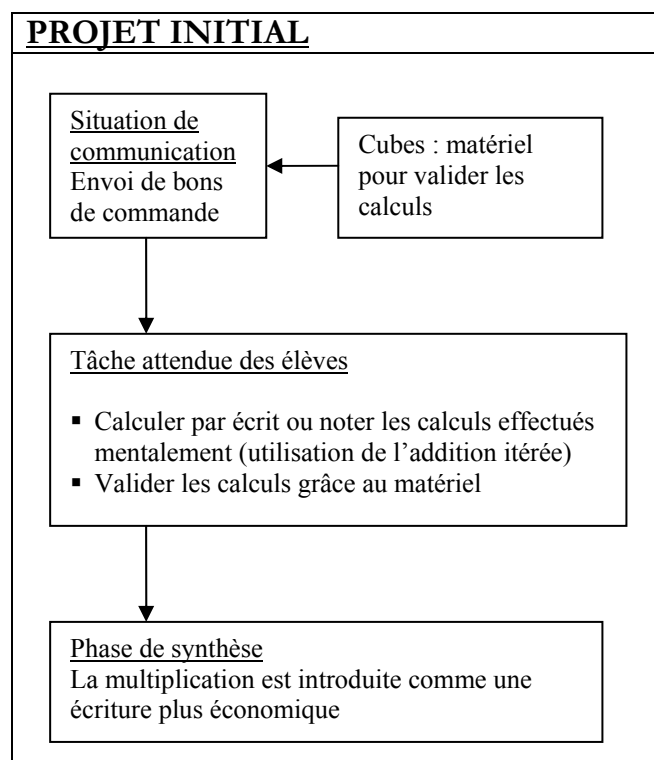 PROJET INITIAL
Situation de
communication
Envoi de bons
de commande
Cubes : matériel
pour valider les
calculs
Tâche attendue des élèves
▪ Calculer par écrit ou noter les calculs effectués
mentalement (utilisation de l’addition itérée)
▪ Valider les calculs grâce au matériel
Phase de synthèse
La multiplication est introduite comme une
écriture plus économique